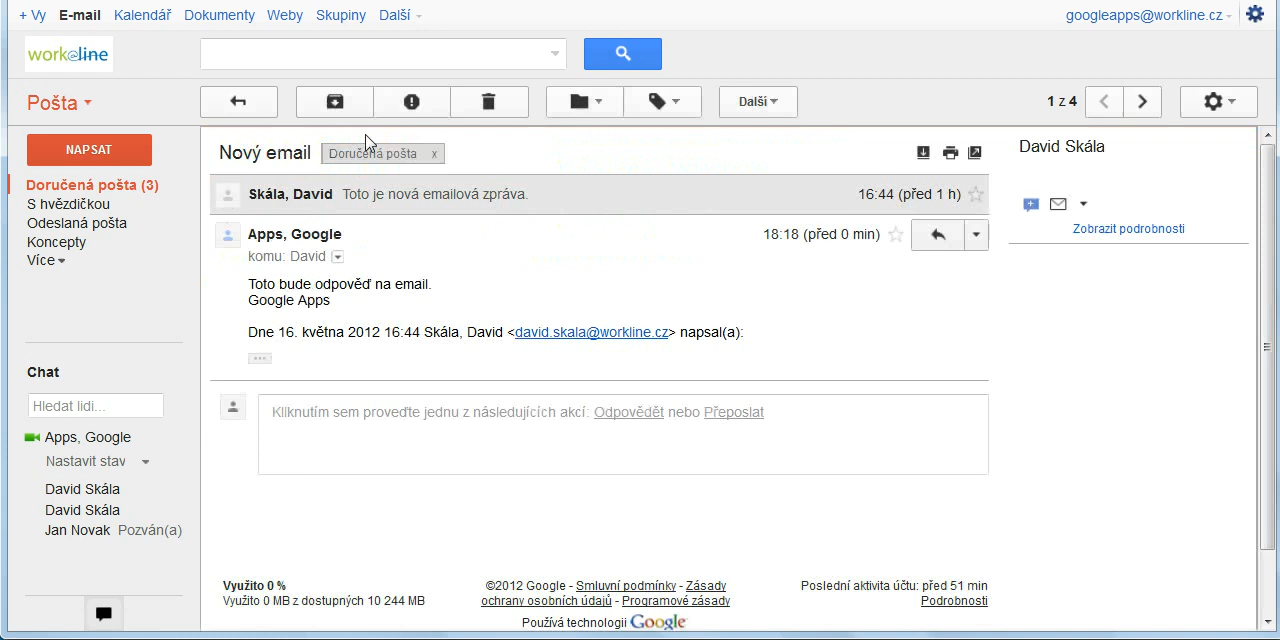 + Vy E-mail Kalendář Dokumenty Weby Skupiny Další googleapps@workline.cz
work@line
Pošta Další 1 z 4
NAPSAT
Nový email Doručená pošta x David Skála
Doručená pošta (3)
Skála, David Toto je nová emailová zpráva. 16:44 (před 1 h)
S hvězdičkou
Odeslaná pošta
Koncepty
Více
Apps, Google 18:18 (před 0 min) Zobrazit podrobnosti
komu: David
Toto bude odpověď na email.
Google Apps
Dne 16. května 2012 16:44 Skála, David <david.skala@workline.cz> napsal(a):
Chat
Hledat lidi...
Apps, Google
Nastavit stav
David Skála
David Skála
Jan Novak Pozván(a)
Kliknutím sem proveďte jednu z následujících akcí: Odpovědět nebo Přeposlat
Využito 0 %
Využito 0 MB z dostupných 10 244 MB
©2012 Google - Smluvní podmínky - Zásady
ochrany osobních údajů - Programové zásady
Používá technologii Google
Poslední aktivita účtu: před 51 min
Podrobnosti